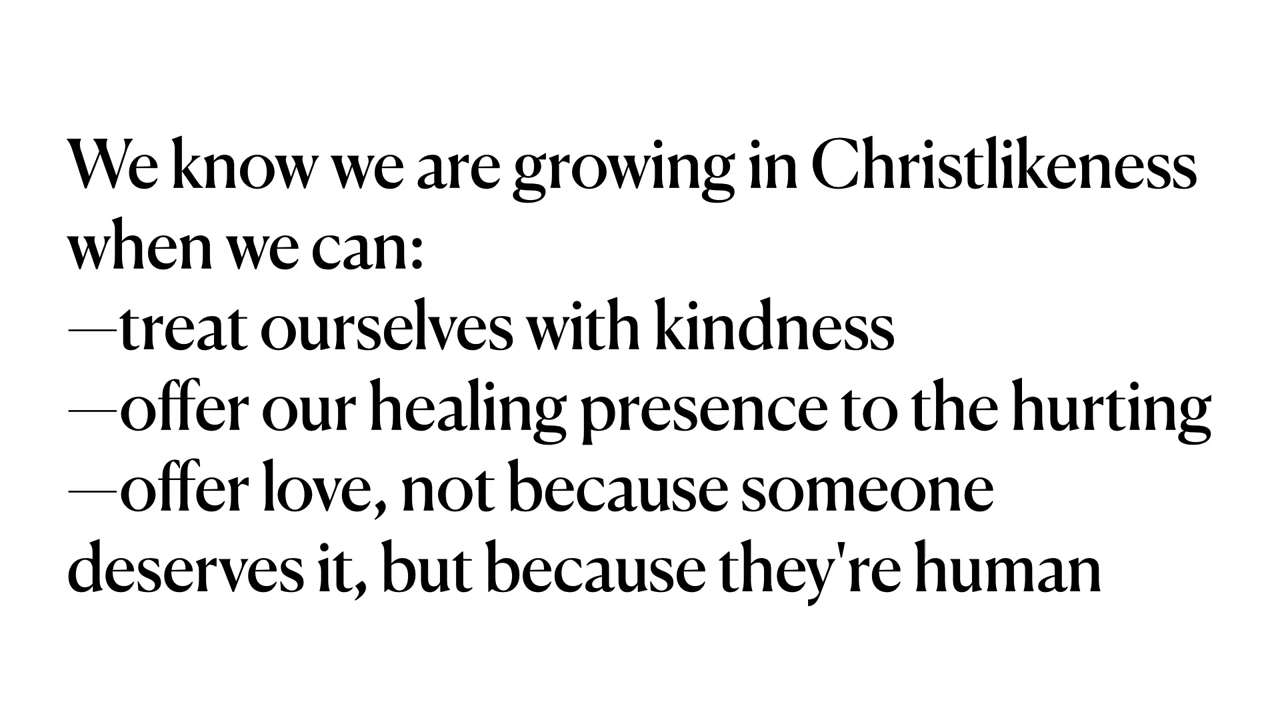 We know we are growing in Christlikeness
when we can:
—treat ourselves with kindness
—offer our healing presence to the hurting
—offer love, not because someone
deserves it, but because they're human